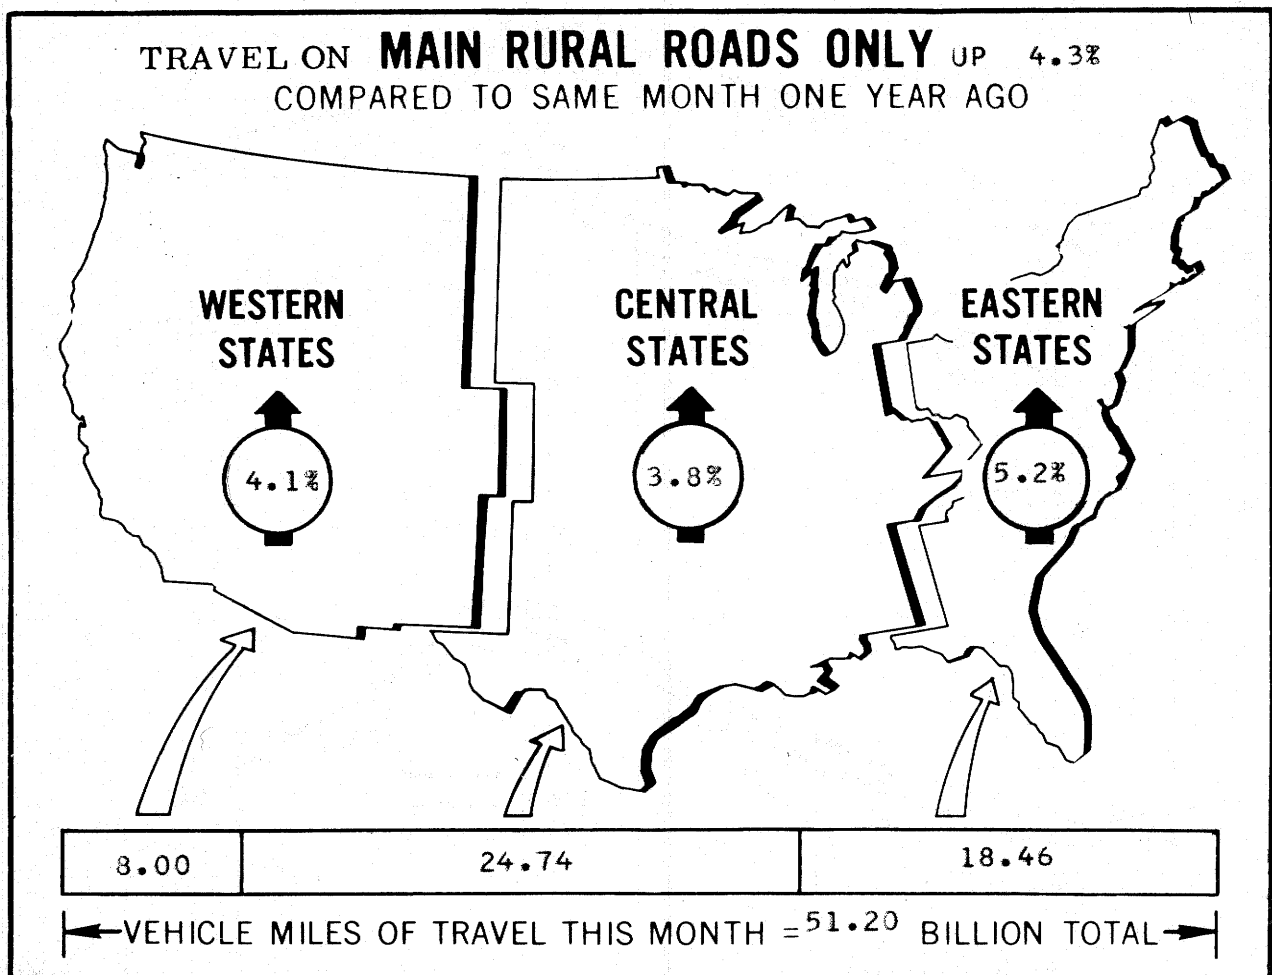 TRAVEL ON MAIN RURAL ROADS ONLY UP 4.3%
COMPARED TO SAME MONTH ONE YEAR AGO
WESTERN
STATES
4.1%
CENTRAL
STATES
3.8%
EASTERN
STATES
5.2%
8.00
24.74
18.46
VEHICLE MILES OF TRAVEL THIS MONTH = 51.20 BILLION TOTAL